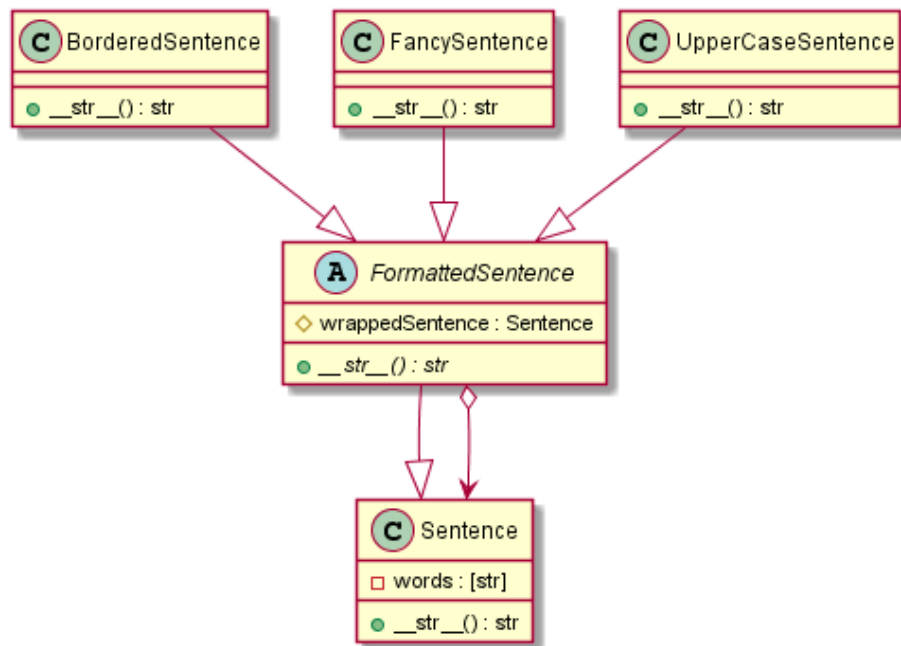 C BorderedSentence
__str__() : str
C FancySentence
__str__() : str
C UpperCaseSentence
__str__() : str
A FormattedSentence
wrappedSentence : Sentence
__str__() : str
C Sentence
words : [str]
__str__() : str